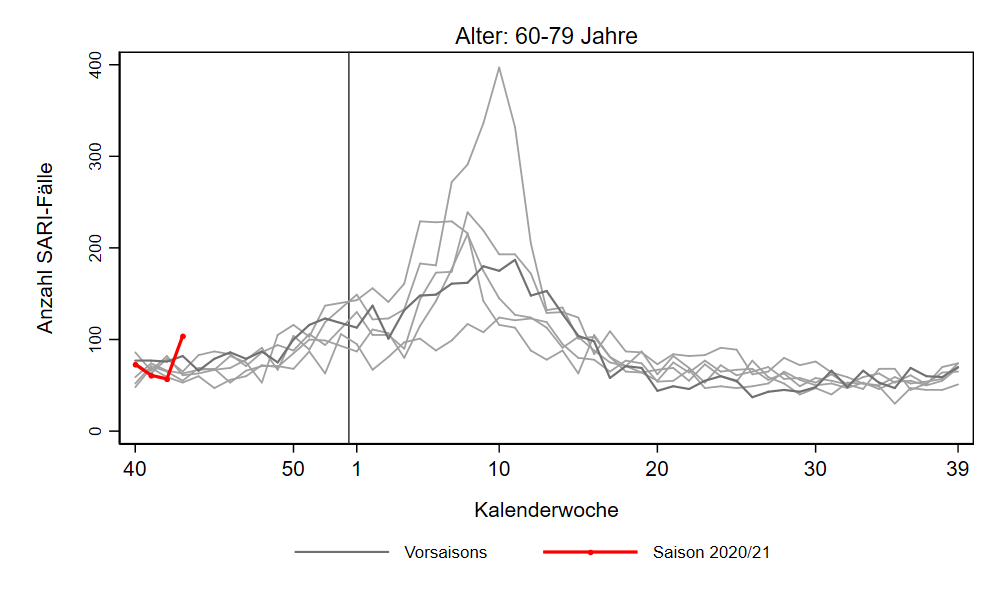 Alter: 60-79 Jahre
Anzahl SARI-Fälle
400
300
200
100
0
40 50 1 10 20 30 39
Kalenderwoche
Vorsaisons Saison 2020/21